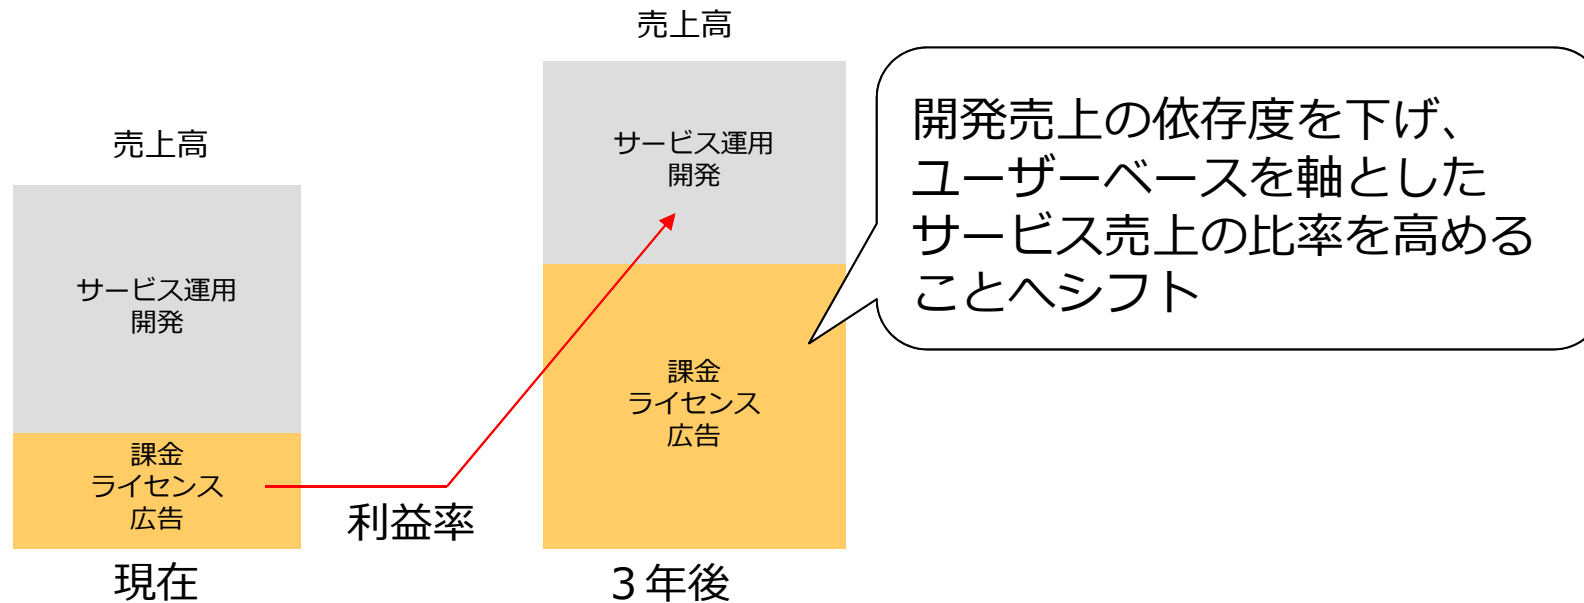 売上高
サービス運用
開発
課金
ライセンス
広告
現在
利益率
売上高
サービス運用
開発
課金
ライセンス
広告
３年後
開発売上の依存度を下げ、
ユーザーベースを軸とした
サービス売上の比率を高める
ことへシフト